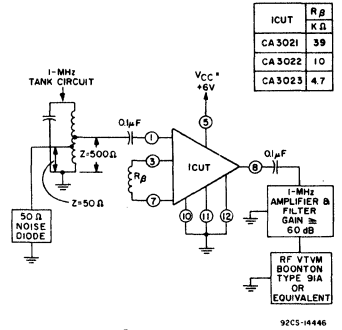 ICUT Rβ
KΩ
CA3021 39
CA3022 10
CA3023 4.7
1-MHz
TANK CIRCUIT
VCC=
+6V
0.1μF
Z=500Ω
Z=50Ω
50 Ω
NOISE
DIODE
1
3
Rβ
7
ICUT
5
8
10
11
12
0.1μF
1-MHz
AMPLIFIER &
FILTER
GAIN ≅
60 dB
RF VTVM
BOONTON
TYPE 91A
OR
EQUIVALENT
92CS-14446